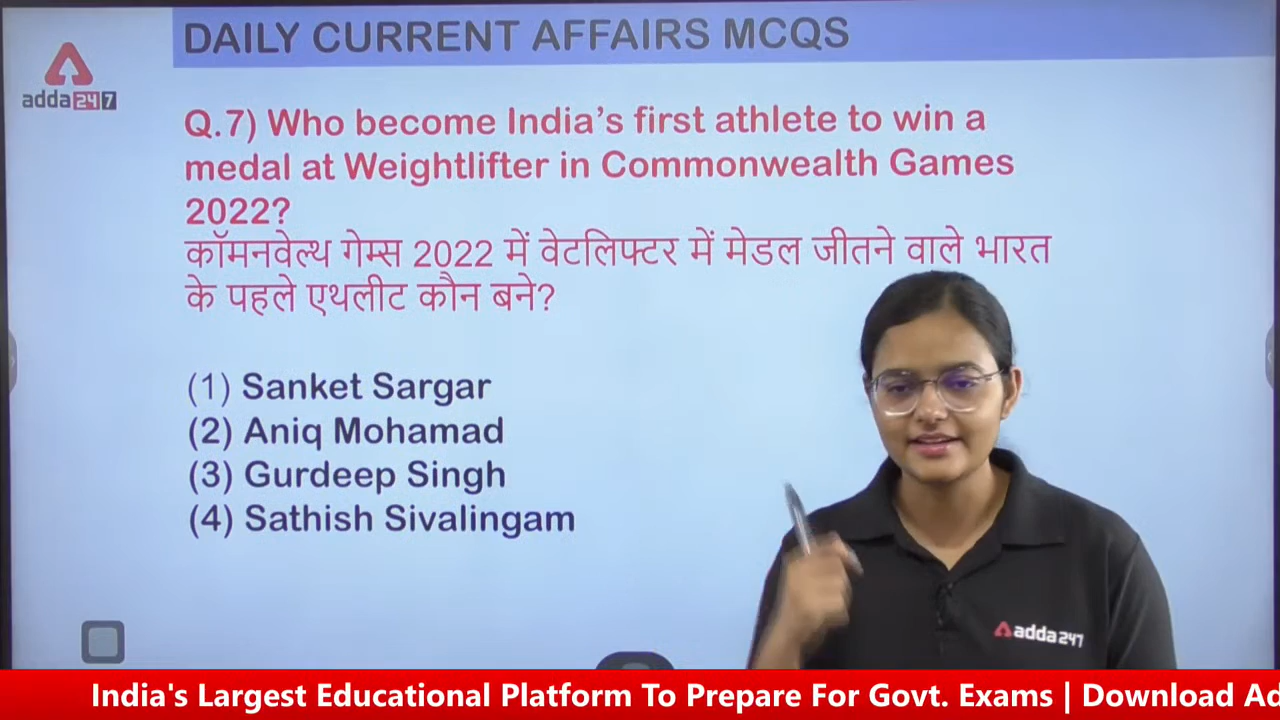 DAILY CURRENT AFFAIRS MCQS
adda247
Q.7) Who become India's first athlete to win a
medal at Weightlifter in Commonwealth Games
2022?
कॉमनवेल्थ गेम्स 2022 में वेटलिफ्टर में मेडल जीतने वाले भारत
के पहले एथलीट कौन बने?
(1) Sanket Sargar
(2) Aniq Mohamad
(3) Gurdeep Singh
(4) Sathish Sivalingam
adda247
India's Largest Educational Platform To Prepare For Govt. Exams | Download Ad